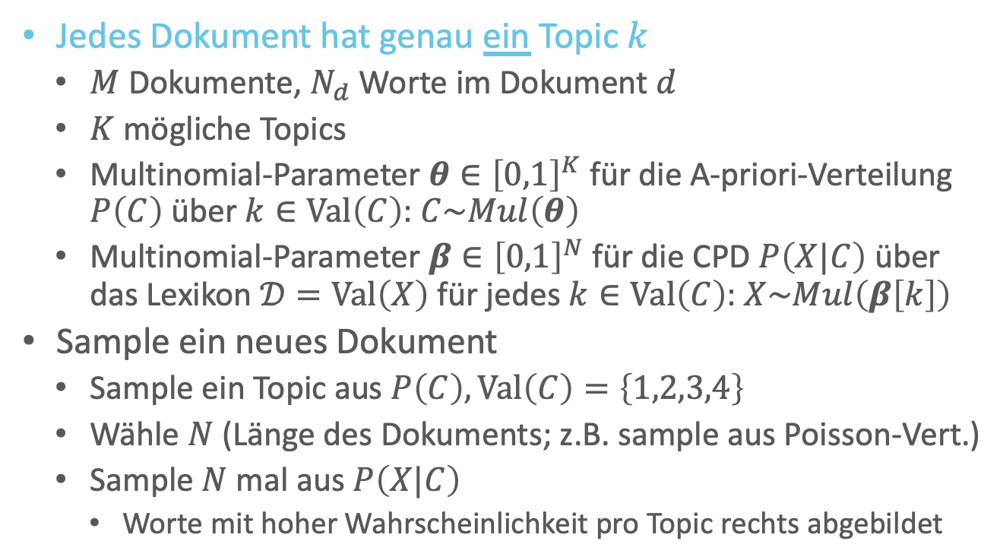 • Jedes Dokument hat genau ein Topic k
• M Dokumente, N_d Worte im Dokument d
• K mögliche Topics
• Multinomial-Parameter θ ∈ [0,1]^K für die A-priori-Verteilung
P(C) über k ∈ Val(C): C~Mul(θ)
• Multinomial-Parameter β ∈ [0,1]^N für die CPD P(X|C) über
das Lexikon 𝒟 = Val(X) für jedes k ∈ Val(C): X~Mul(β[k])
• Sample ein neues Dokument
• Sample ein Topic aus P(C), Val(C) = {1,2,3,4}
• Wähle N (Länge des Dokuments; z.B. sample aus Poisson-Vert.)
• Sample N mal aus P(X|C)
• Worte mit hoher Wahrscheinlichkeit pro Topic rechts abgebildet